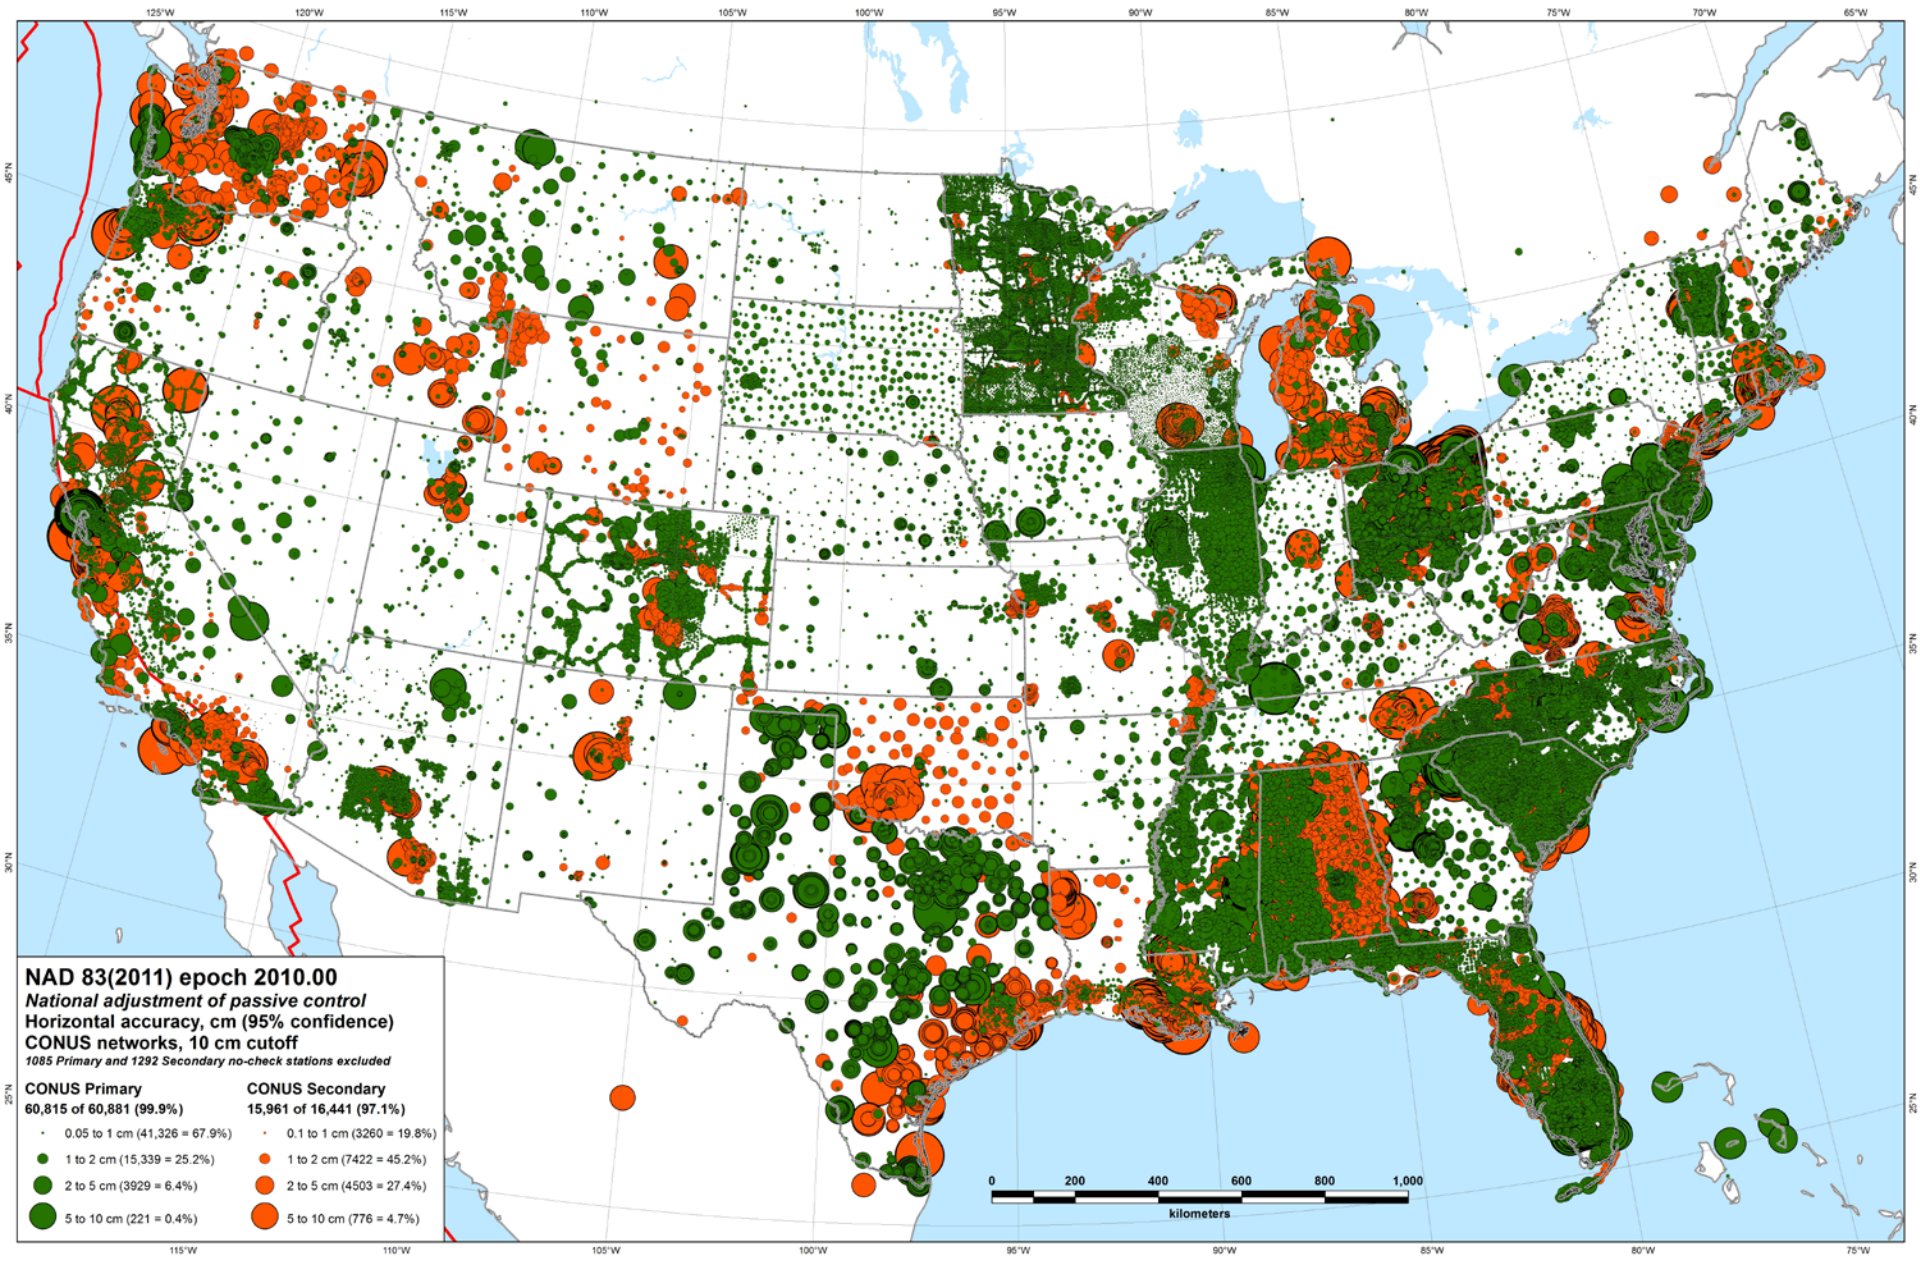 125°W 120°W 115°W 110°W 105°W 100°W 95°W 90°W 85°W 80°W 75°W 70°W 65°W
45°N 45°N
40°N 40°N
35°N 35°N
30°N 30°N
25°N 25°N
NAD 83(2011) epoch 2010.00
National adjustment of passive control
Horizontal accuracy, cm (95% confidence)
CONUS networks, 10 cm cutoff
1085 Primary and 1292 Secondary no-check stations excluded
CONUS Primary
60,815 of 60,881 (99.9%)
0.05 to 1 cm (41,326 = 67.9%)
1 to 2 cm (15,339 = 25.2%)
2 to 5 cm (3929 = 6.4%)
5 to 10 cm (221 = 0.4%)
CONUS Secondary
15,961 of 16,441 (97.1%)
0.1 to 1 cm (3260 = 19.8%)
1 to 2 cm (7422 = 45.2%)
2 to 5 cm (4503 = 27.4%)
5 to 10 cm (776 = 4.7%)
0 200 400 600 800 1,000
kilometers
115°W 110°W 105°W 100°W 95°W 90°W 85°W 80°W 75°W